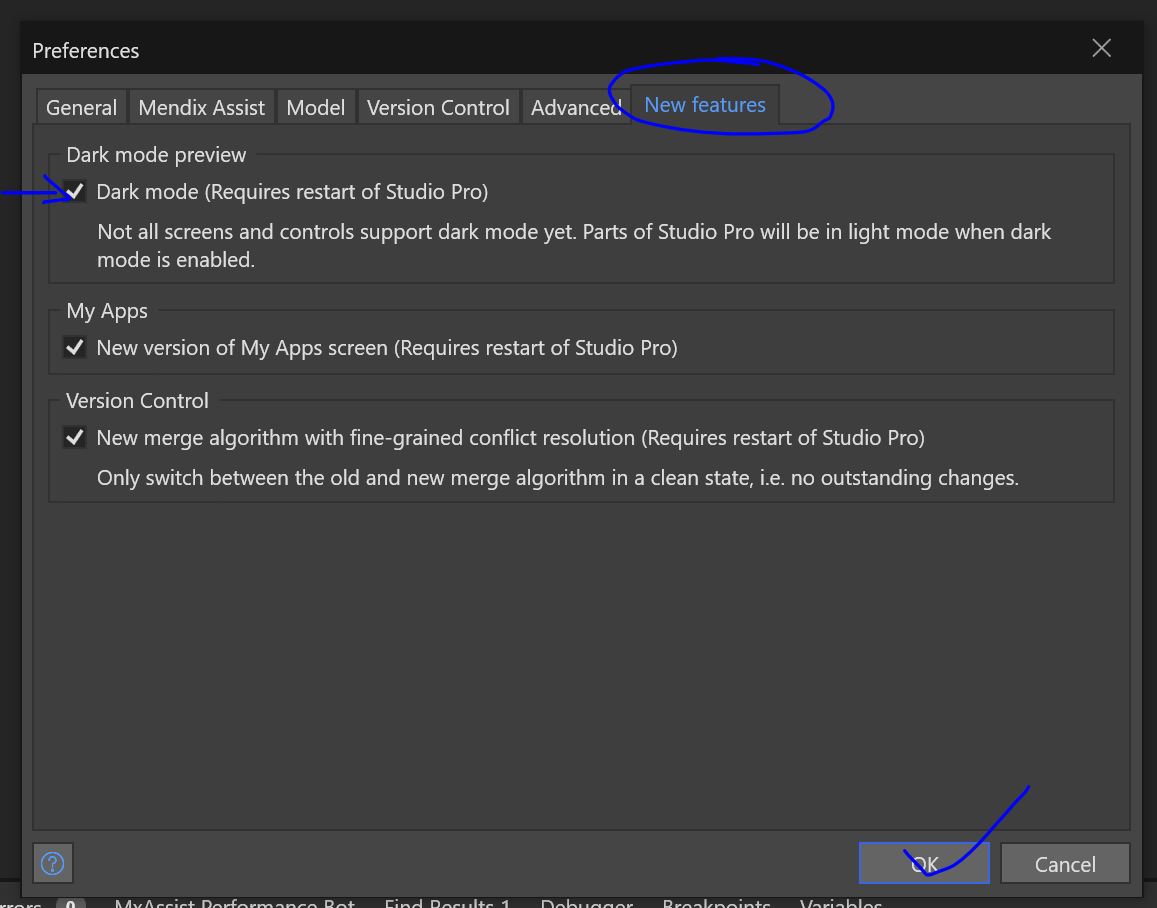 Preferences
General
Mendix Assist
Model
Version Control
Advanced
New features
Dark mode preview
Dark mode (Requires restart of Studio Pro)
Not all screens and controls support dark mode yet. Parts of Studio Pro will be in light mode when dark
mode is enabled.
My Apps
New version of My Apps screen (Requires restart of Studio Pro)
Version Control
New merge algorithm with fine-grained conflict resolution (Requires restart of Studio Pro)
Only switch between the old and new merge algorithm in a clean state, i.e. no outstanding changes.
?
OK
Cancel
rrors 0 MxAssist Performance Bot Find Results 1 Debugger Breakpoints Variables